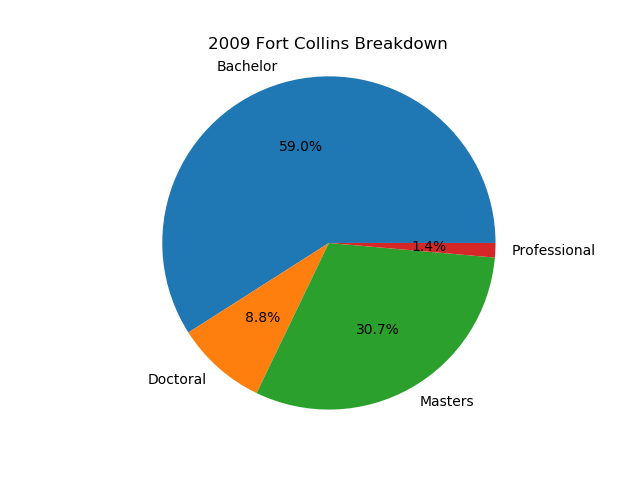 2009 Fort Collins Breakdown
Bachelor
59.0%
1.4%
Professional
8.8%
30.7%
Doctoral
Masters